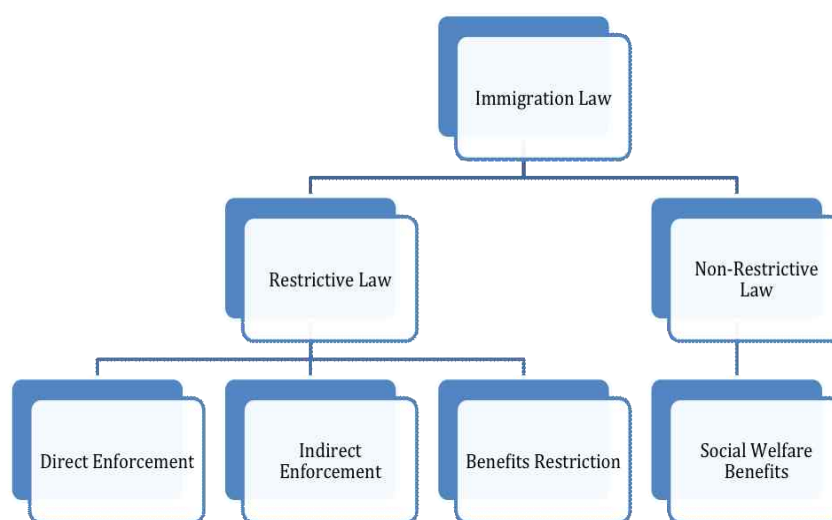 Immigration Law
Restrictive Law
Non-Restrictive
Law
Direct Enforcement
Indirect
Enforcement
Benefits Restriction
Social Welfare
Benefits